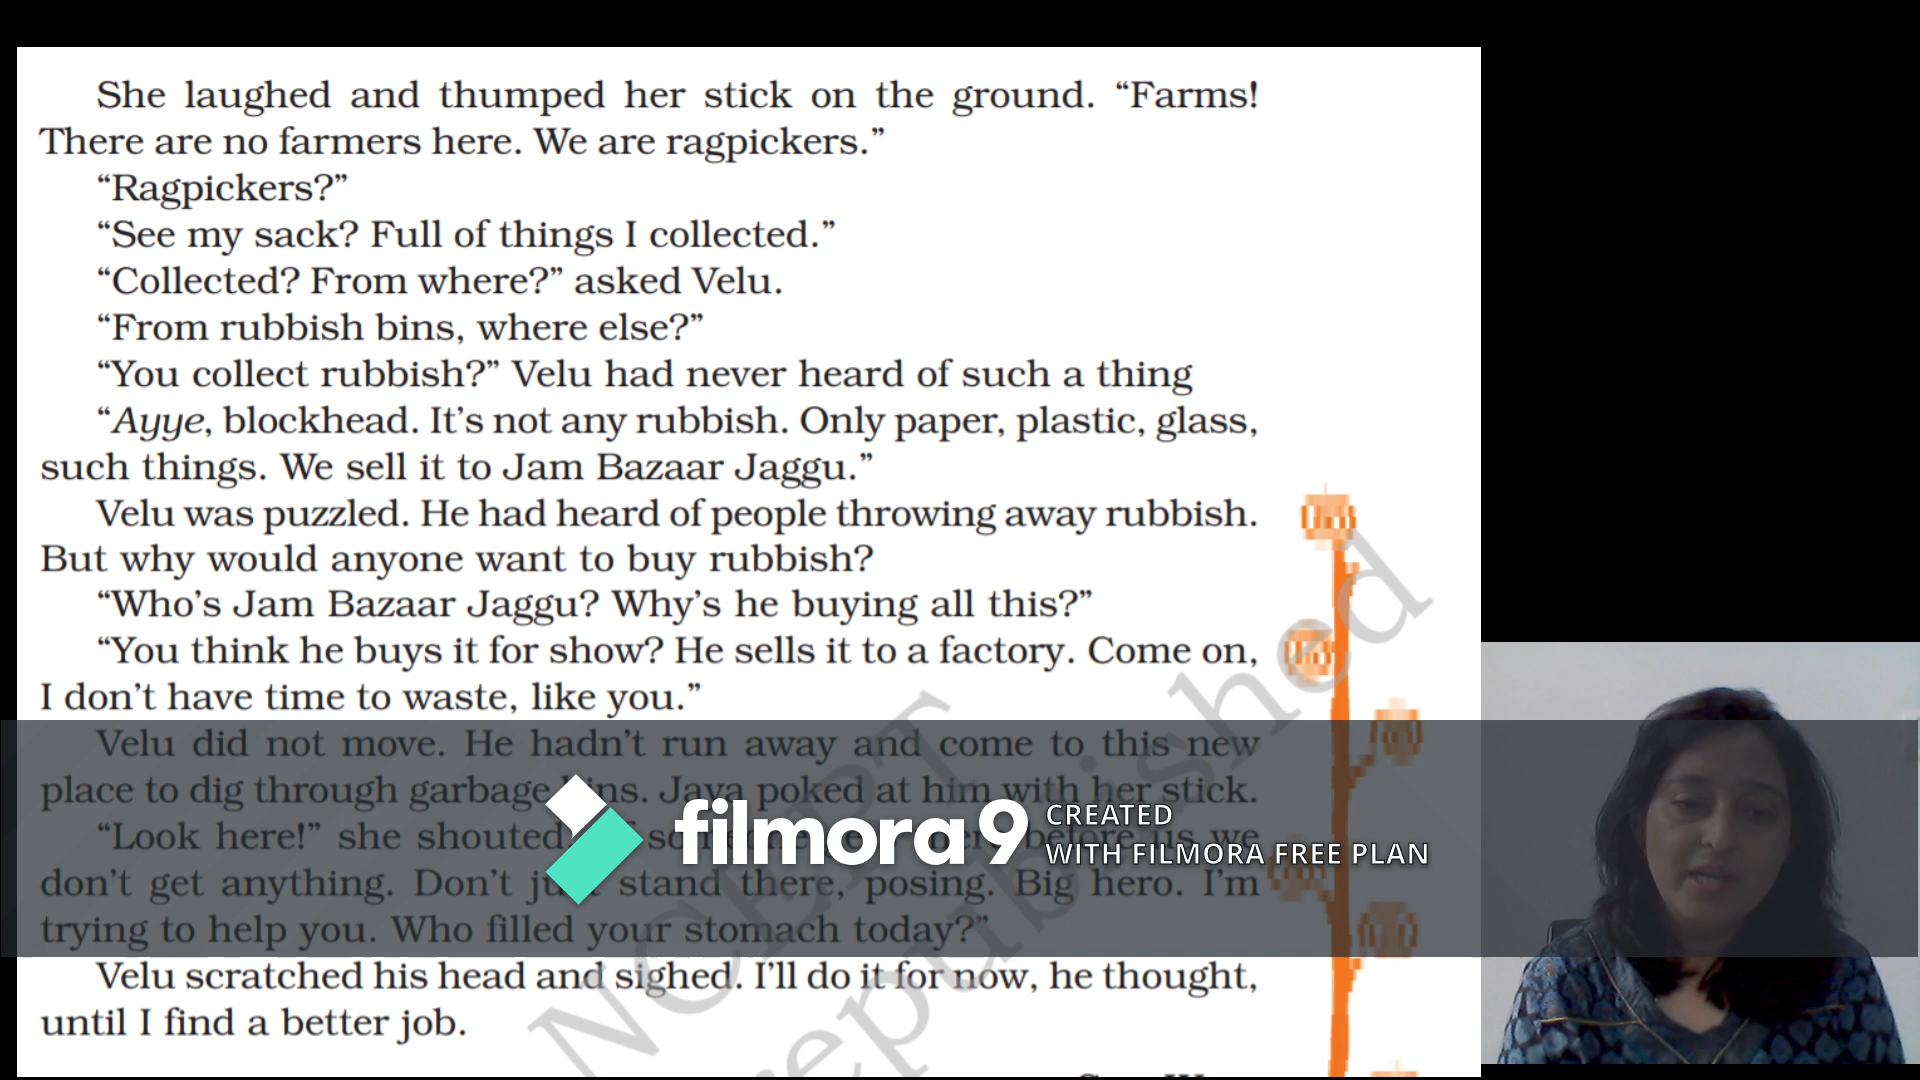 She laughed and thumped her stick on the ground. “Farms!
There are no farmers here. We are ragpickers.”
“Ragpickers?”
“See my sack? Full of things I collected.”
“Collected? From where?” asked Velu.
“From rubbish bins, where else?”
“You collect rubbish?” Velu had never heard of such a thing
“Ayye, blockhead. It’s not any rubbish. Only paper, plastic, glass,
such things. We sell it to Jam Bazaar Jaggu.”
Velu was puzzled. He had heard of people throwing away rubbish.
But why would anyone want to buy rubbish?
“Who’s Jam Bazaar Jaggu? Why’s he buying all this?”
“You think he buys it for show? He sells it to a factory. Come on,
I don’t have time to waste, like you.”
Velu did not move. He hadn’t run away and come to this new
place to dig through garbage bins. Jaya poked at him with her stick.
“Look here!” she shouted. before us we
don’t get anything. Don’t just stand there, posing. Big hero. I’m
trying to help you. Who filled your stomach today?”
Velu scratched his head and sighed. I’ll do it for now, he thought,
until I find a better job.
filmora9
CREATED
WITH FILMORA FREE PLAN
NCERT
republished